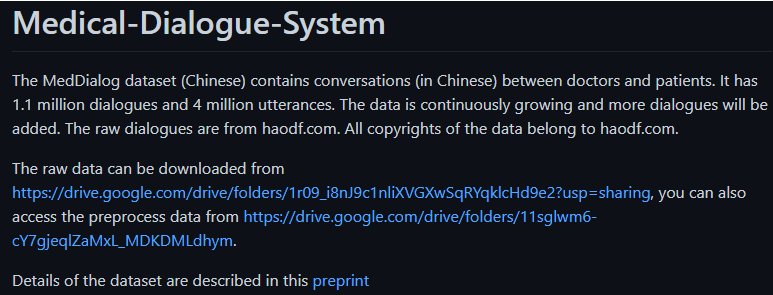 Medical-Dialogue-System
The MedDialog dataset (Chinese) contains conversations (in Chinese) between doctors and patients. It has
1.1 million dialogues and 4 million utterances. The data is continuously growing and more dialogues will be
added. The raw dialogues are from haodf.com. All copyrights of the data belong to haodf.com.
The raw data can be downloaded from
https://drive.google.com/drive/folders/1r09_i8nJ9c1nliXVGXwSqRYqklcHd9e2?usp=sharing, you can also
access the preprocess data from https://drive.google.com/drive/folders/11sglwm6-
cY7gjeqlZaMxL_MDKDMLdhym.
Details of the dataset are described in this preprint